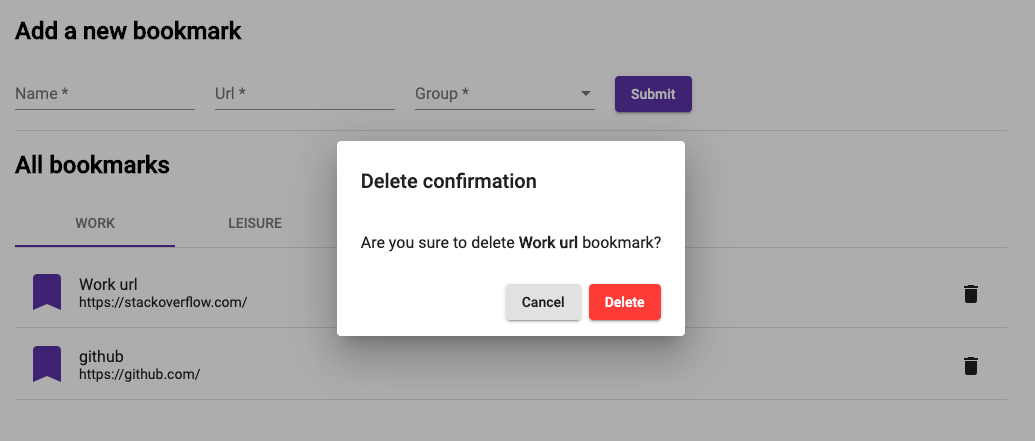 Add a new bookmark
Name *
Url *
Group *
Submit
All bookmarks
WORK
LEISURE
Delete confirmation
Are you sure to delete Work url bookmark?
Cancel
Delete
Work url
https://stackoverflow.com/
github
https://github.com/